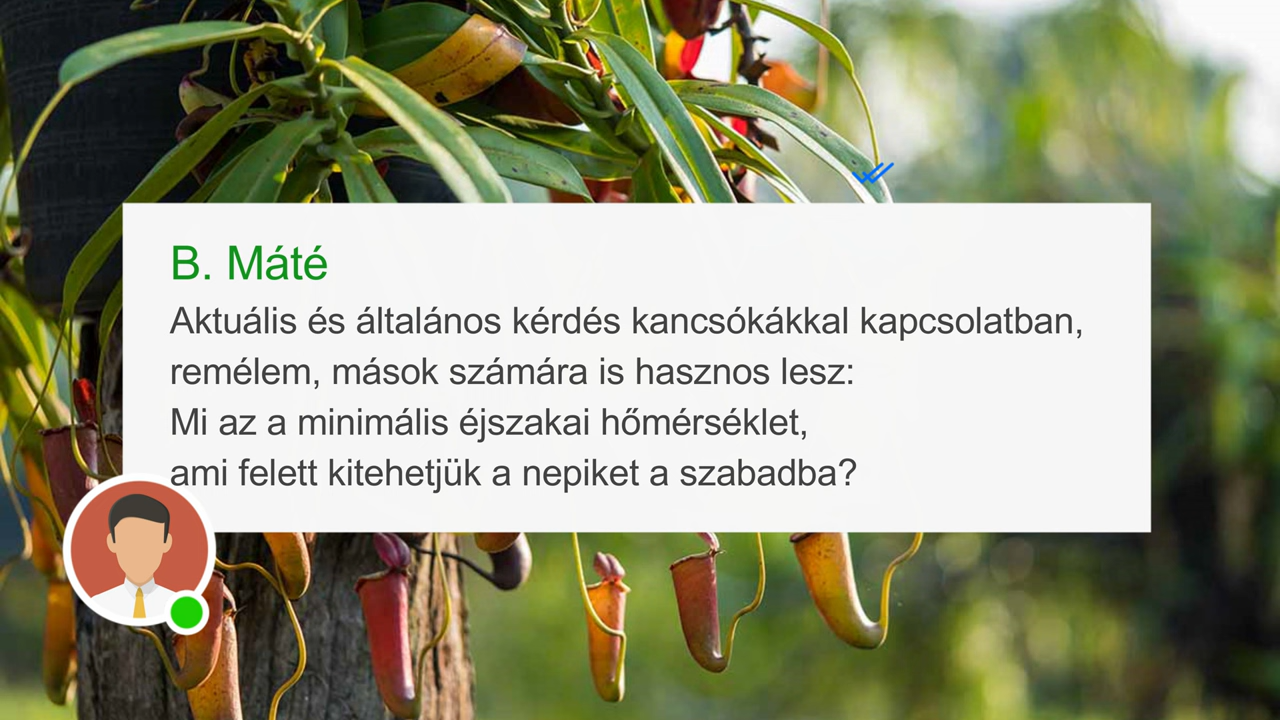 B. Máté
Aktuális és általános kérdés kancsókákkal kapcsolatban,
remélem, mások számára is hasznos lesz:
Mi az a minimális éjszakai hőmérséklet,
ami felett kitehetjük a nepiket a szabadba?